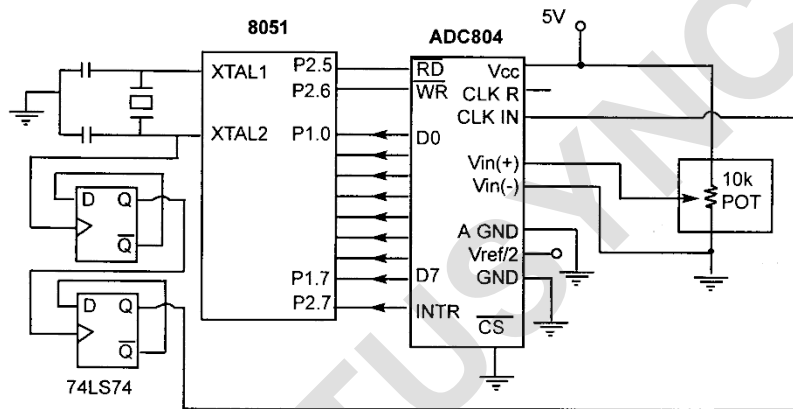 8051
ADC804
5V
XTAL1
XTAL2
P2.5
P2.6
P1.0
P1.7
P2.7
RD
WR
D0
D7
INTR
Vcc
CLK R
CLK IN
Vin(+)
Vin(-)
A GND
Vref/2
GND
CS
10k
POT
D Q
Q
D Q
Q
74LS74
TUSYNC